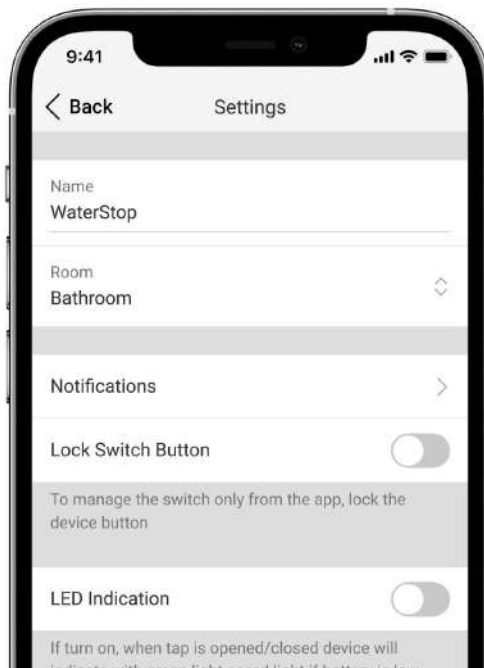 9:41
Back
Settings
Name
WaterStop
Room
Bathroom
Notifications
Lock Switch Button
To manage the switch only from the app, lock the
device button
LED Indication
If turn on, when tap is opened/closed device will